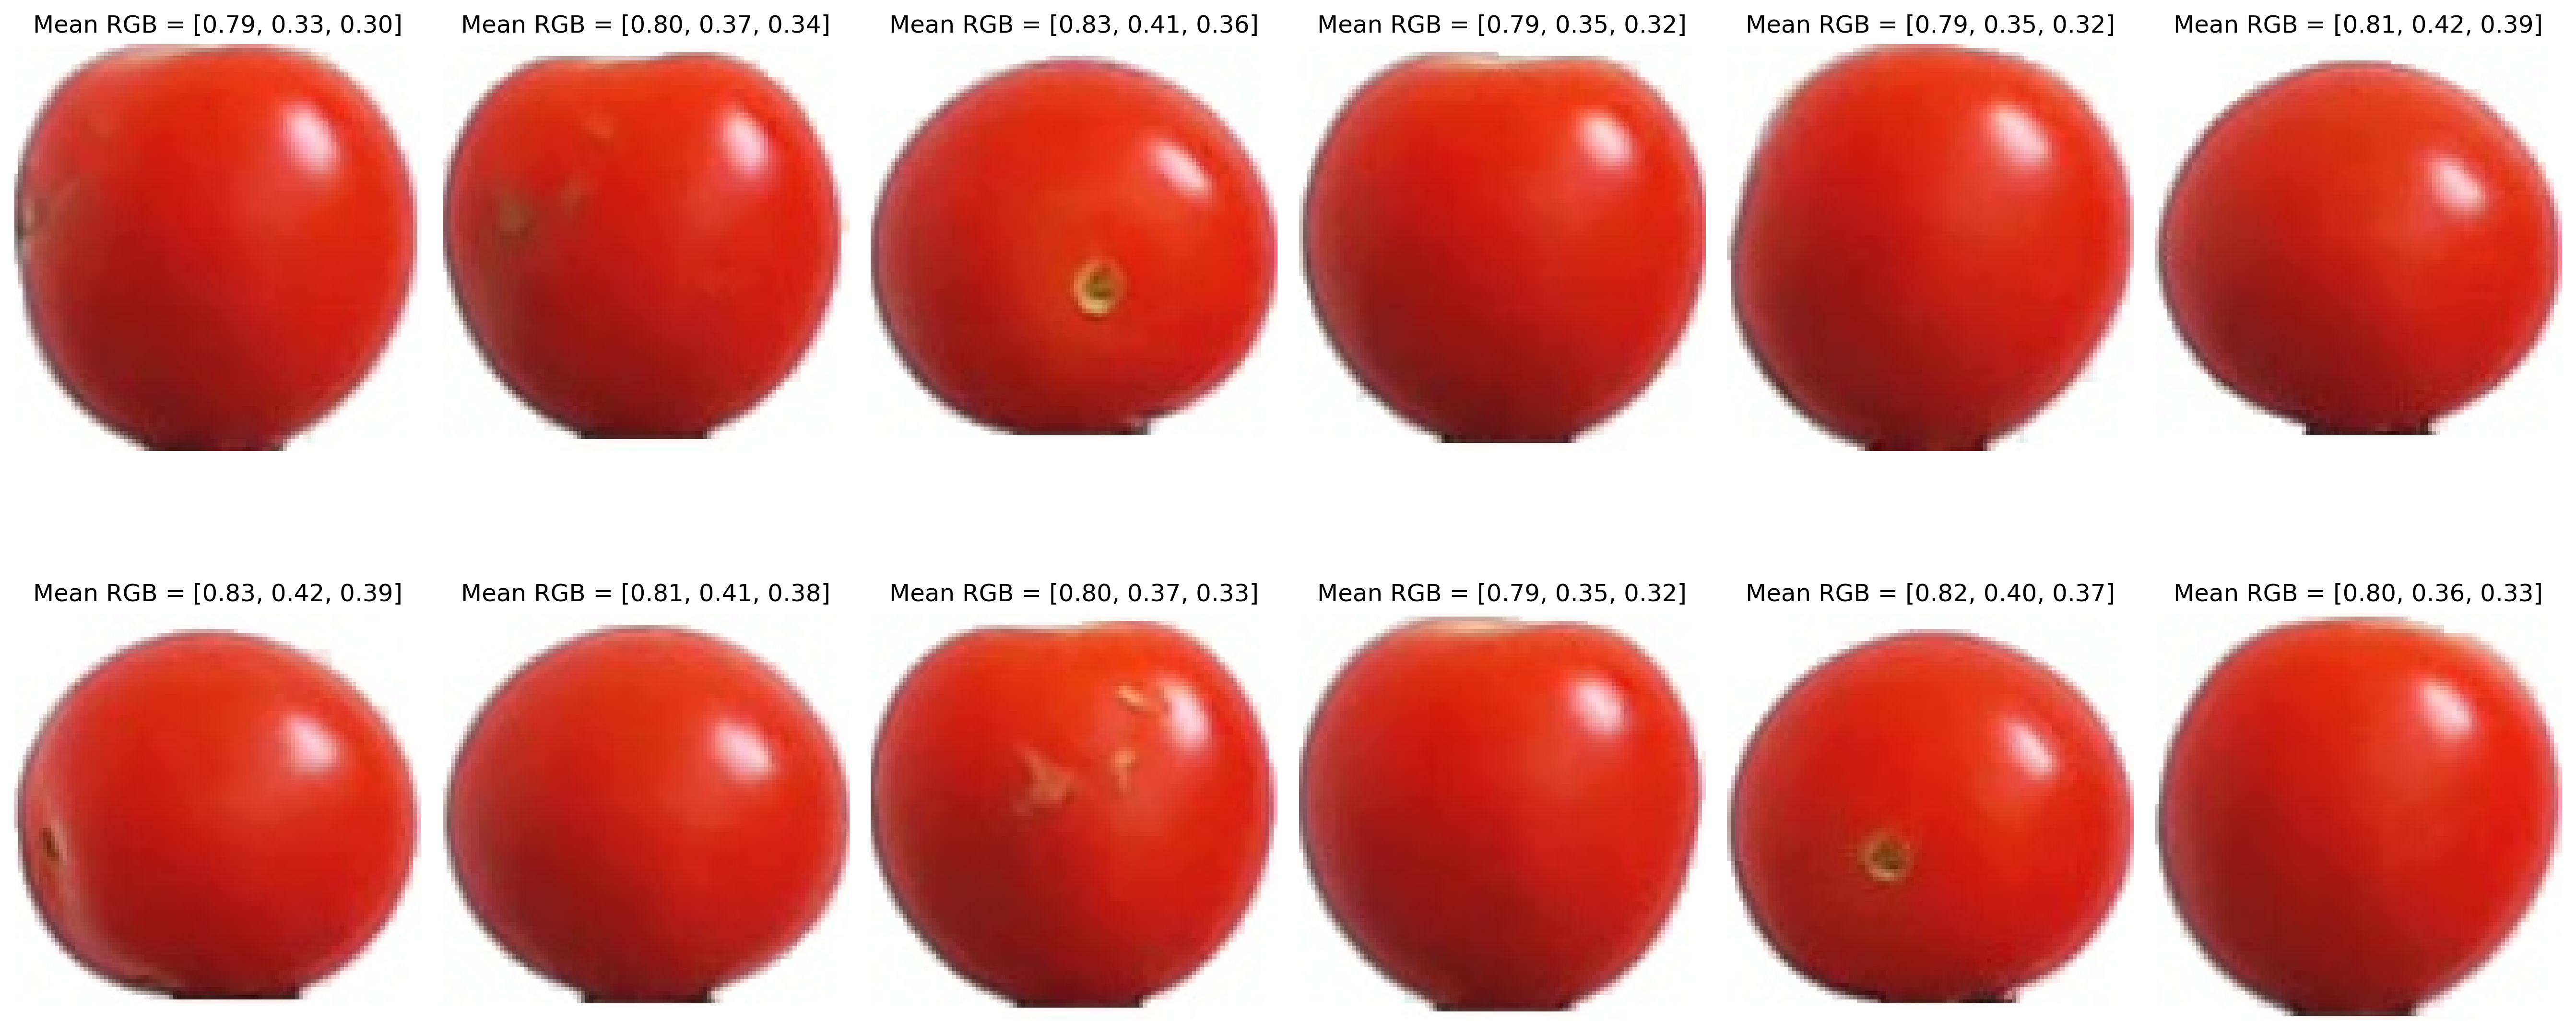 Mean RGB = [0.79, 0.33, 0.30]
Mean RGB = [0.80, 0.37, 0.34]
Mean RGB = [0.83, 0.41, 0.36]
Mean RGB = [0.79, 0.35, 0.32]
Mean RGB = [0.79, 0.35, 0.32]
Mean RGB = [0.81, 0.42, 0.39]
Mean RGB = [0.83, 0.42, 0.39]
Mean RGB = [0.81, 0.41, 0.38]
Mean RGB = [0.80, 0.37, 0.33]
Mean RGB = [0.79, 0.35, 0.32]
Mean RGB = [0.82, 0.40, 0.37]
Mean RGB = [0.80, 0.36, 0.33]